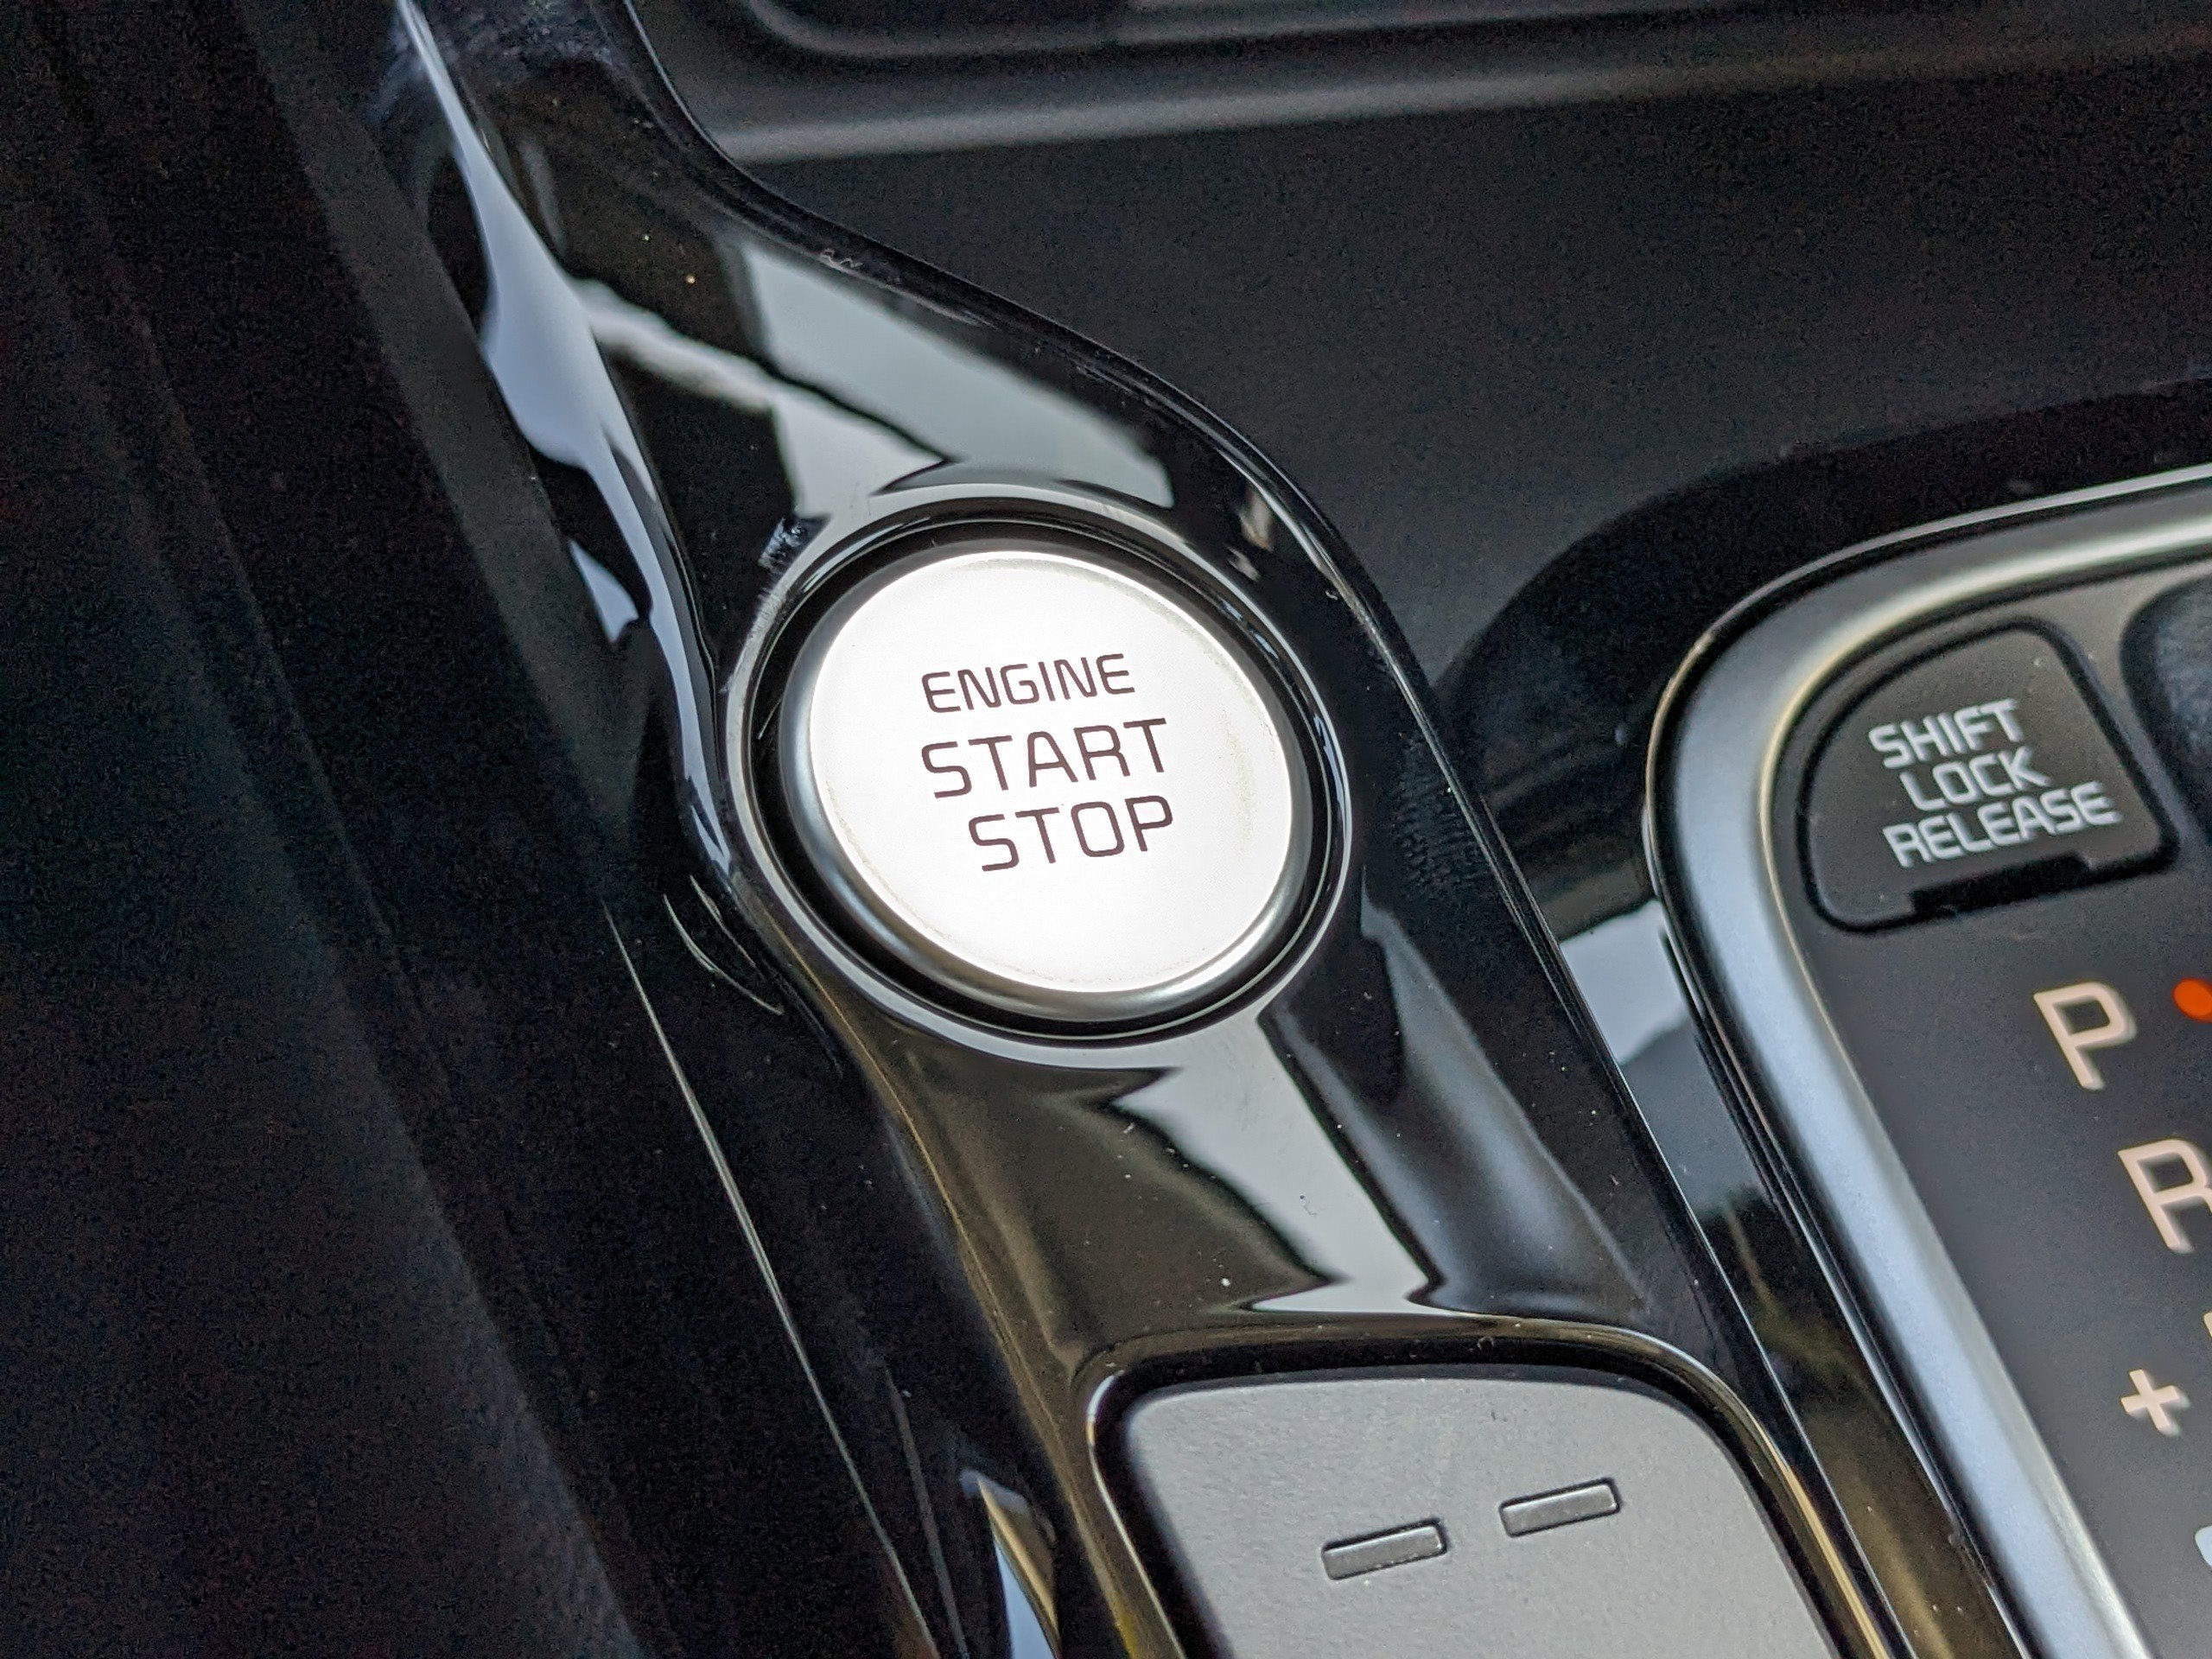 ENGINE
START
STOP
SHIFT
LOCK
RELEASE
P
R
+